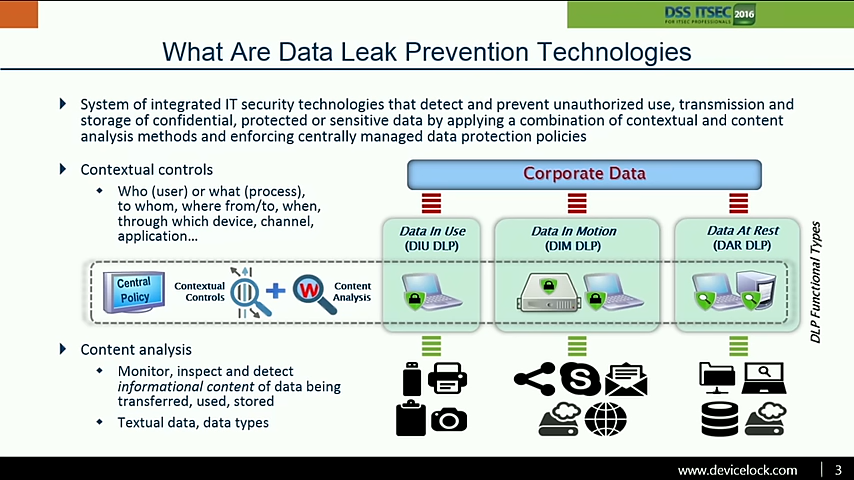 DSS ITSEC 2016
FOR ITSEC PROFESSIONALS
What Are Data Leak Prevention Technologies
System of integrated IT security technologies that detect and prevent unauthorized use, transmission and
storage of confidential, protected or sensitive data by applying a combination of contextual and content
analysis methods and enforcing centrally managed data protection policies
Contextual controls
Who (user) or what (process),
to whom, where from/to, when,
through which device, channel,
application…
Corporate Data
Data In Use
(DIU DLP)
Data In Motion
(DIM DLP)
Data At Rest
(DAR DLP)
DLP Functional Types
Central
Policy
Contextual
Controls
W
Content
Analysis
Content analysis
Monitor, inspect and detect
informational content of data being
transferred, used, stored
Textual data, data types
S
www.devicelock.com
3